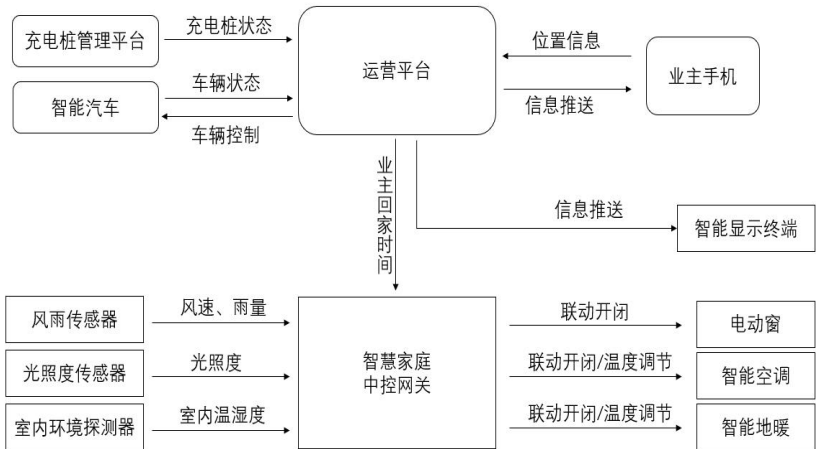 充电桩管理平台
充电桩状态
运营平台
位置信息
业主手机
信息推送
智能汽车
车辆状态
车辆控制
业主回家时间
信息推送
智能显示终端
风雨传感器
风速、雨量
智慧家庭
中控网关
联动开闭
电动窗
光照度传感器
光照度
联动开闭/温度调节
智能空调
室内环境探测器
室内温湿度
联动开闭/温度调节
智能地暖